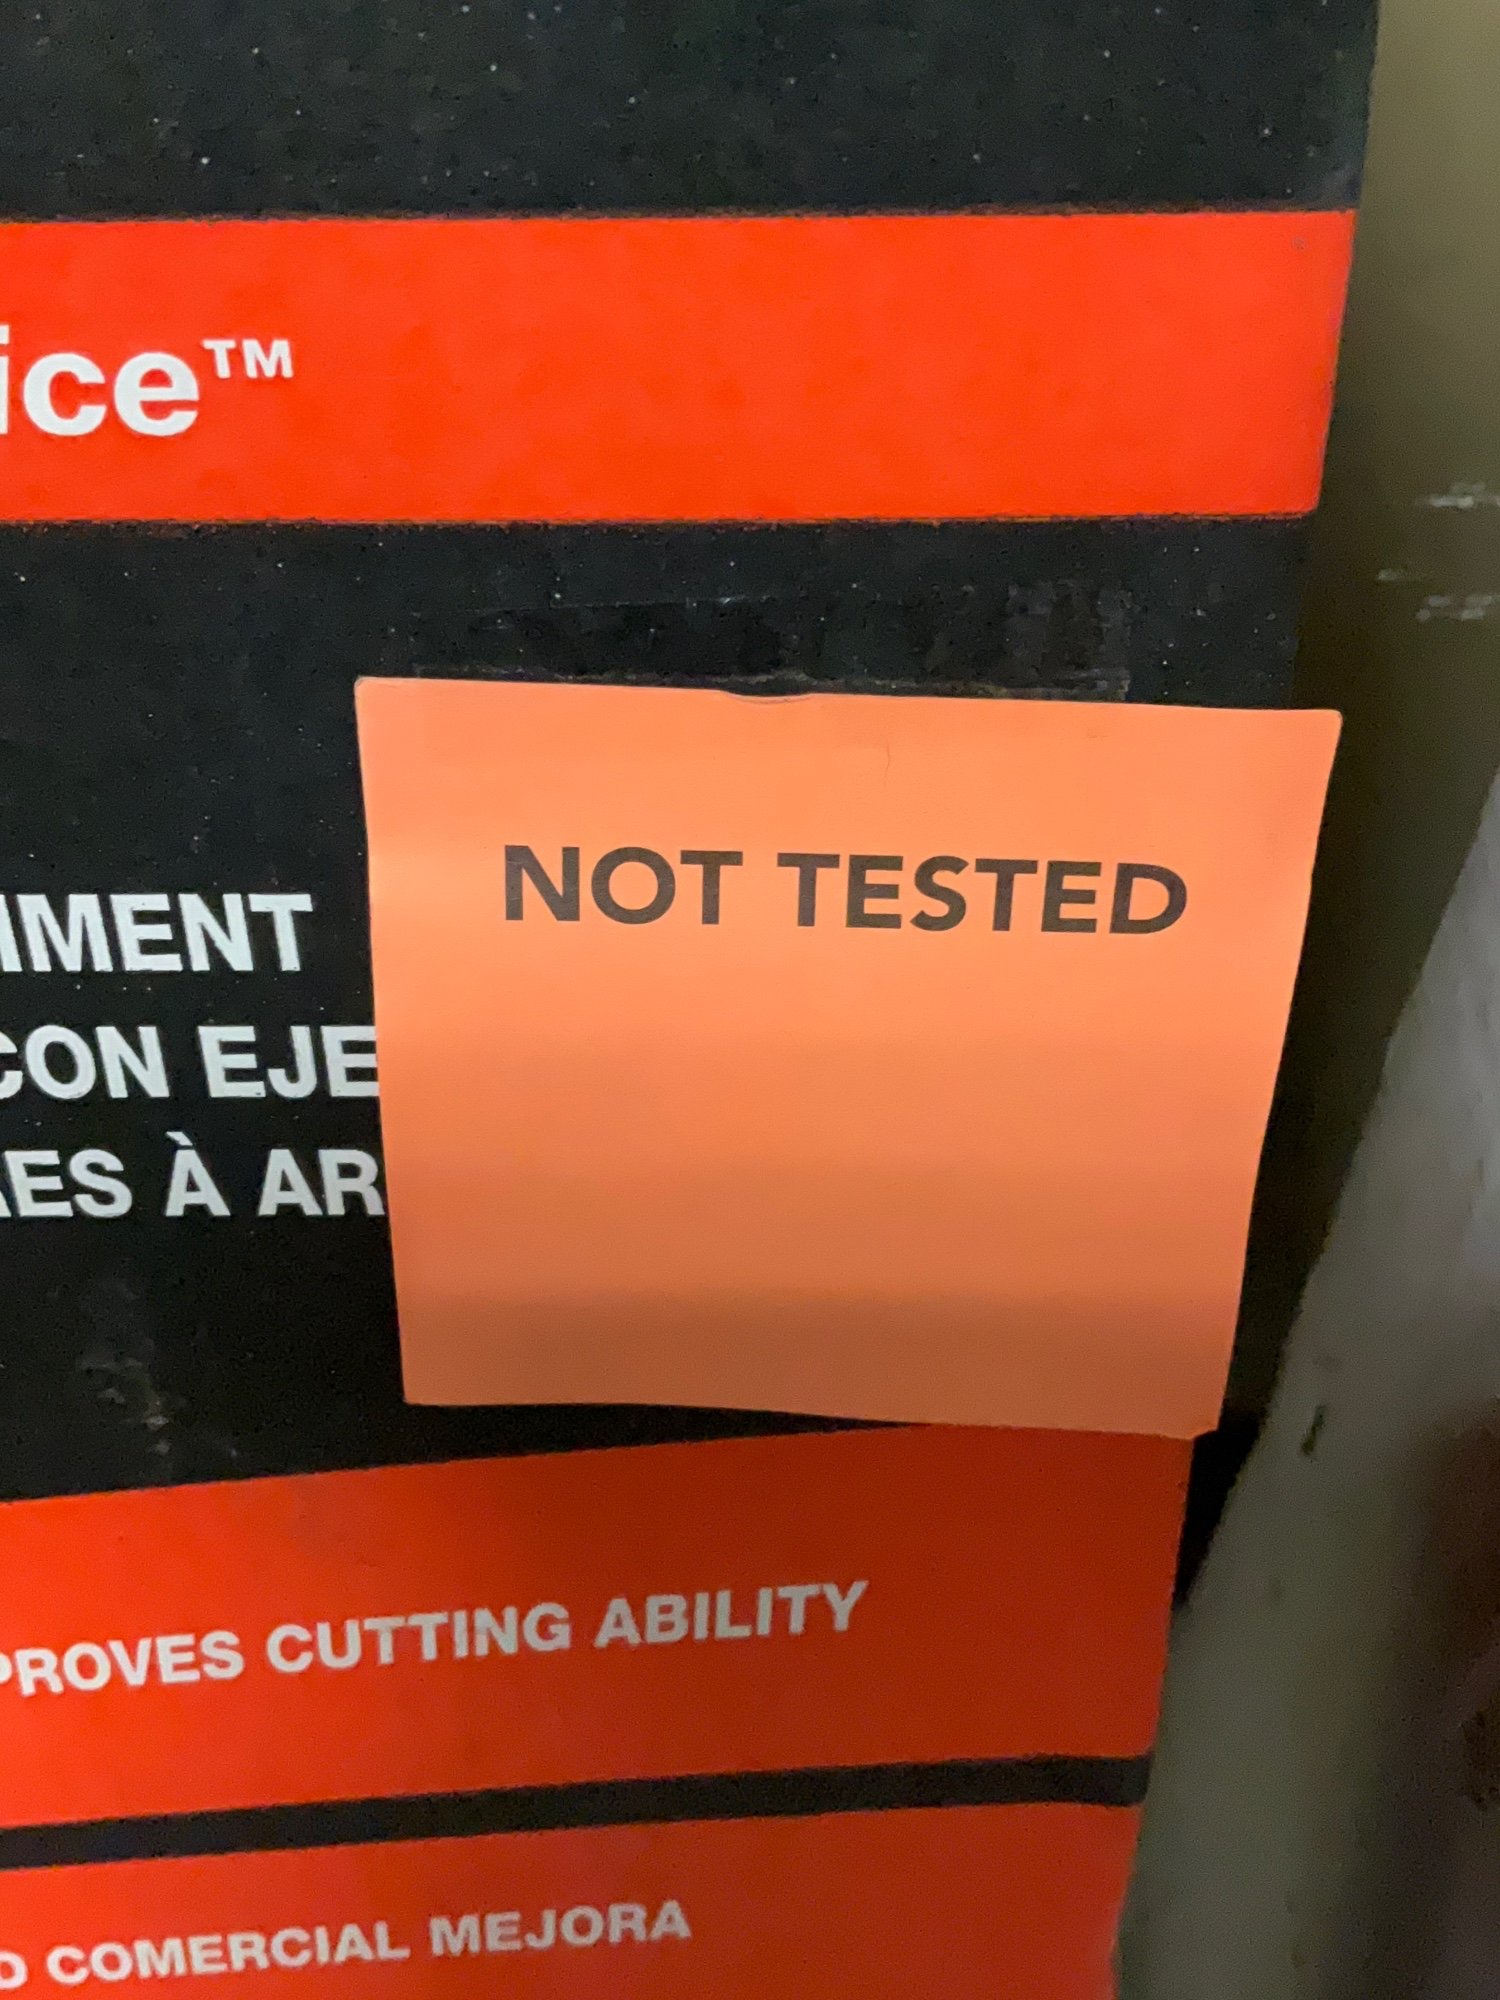 ice™
NOT TESTED
IMENT
CON EJE
ES À AR
PROVES CUTTING ABILITY
O COMERCIAL MEJORA